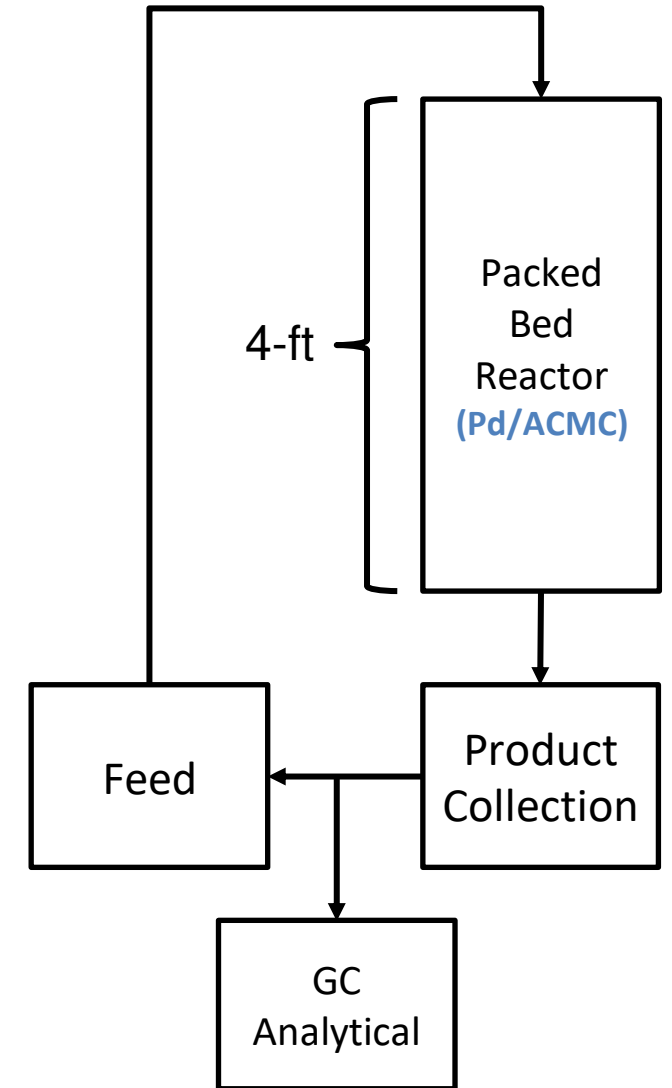 4-ft
Packed
Bed
Reactor
(Pd/ACMC)
Feed
Product
Collection
GC
Analytical